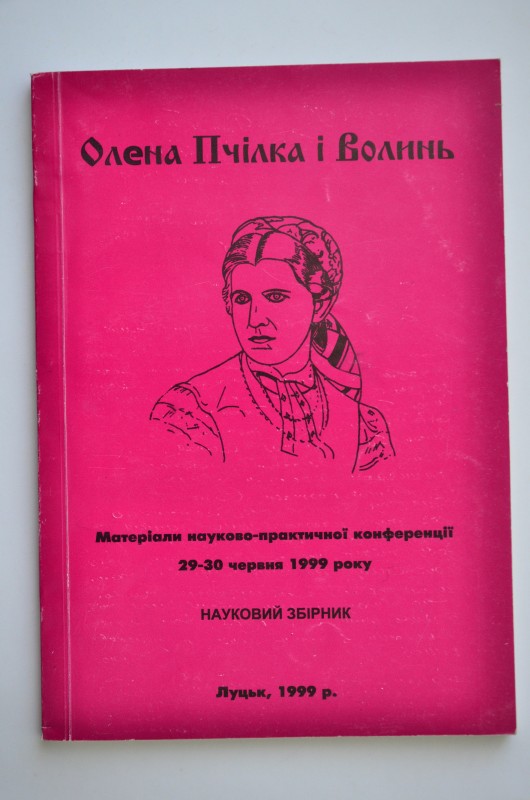 Олена Пчілка і Волинь
Матеріали науково-практичної конференції
29-30 червня 1999 року
НАУКОВИЙ ЗБІРНИК
Луцьк, 1999 р.